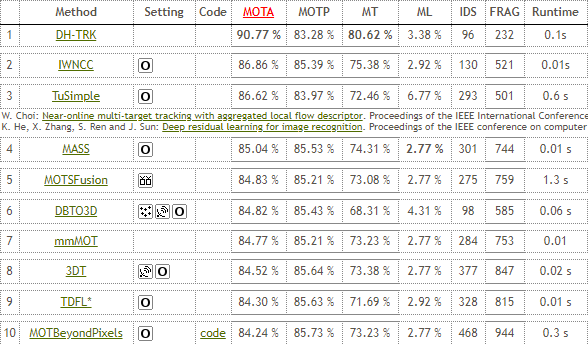 Method Setting Code MOTA MOTP MT ML IDS FRAG Runtime
1 DH-TRK 90.77 % 83.28 % 80.62 % 3.38 % 96 232 0.1s
2 IWNCC O 86.86 % 85.39 % 75.38 % 2.92 % 130 521 0.01s
3 TuSimple O 86.62 % 83.97 % 72.46 % 6.77 % 293 501 0.6 s
W. Choi: Near-online multi-target tracking with aggregated local flow descriptor. Proceedings of the IEEE International Conference
K. He, X. Zhang, S. Ren and J. Sun: Deep residual learning for image recognition. Proceedings of the IEEE conference on computer
4 MASS O 85.04 % 85.53 % 74.31 % 2.77 % 301 744 0.01 s
5 MOTSFusion 84.83 % 85.21 % 73.08 % 2.77 % 275 759 1.3 s
6 DBTO3D O 84.82 % 85.43 % 68.31 % 4.31 % 98 585 0.06 s
7 mmMOT 84.77 % 85.21 % 73.23 % 2.77 % 284 753 0.01
8 3DT O 84.52 % 85.64 % 73.38 % 2.77 % 377 847 0.02 s
9 TDFL* O 84.30 % 85.63 % 71.69 % 2.92 % 328 815 0.01 s
10 MOTBeyondPixels O code 84.24 % 85.73 % 73.23 % 2.77 % 468 944 0.3 s